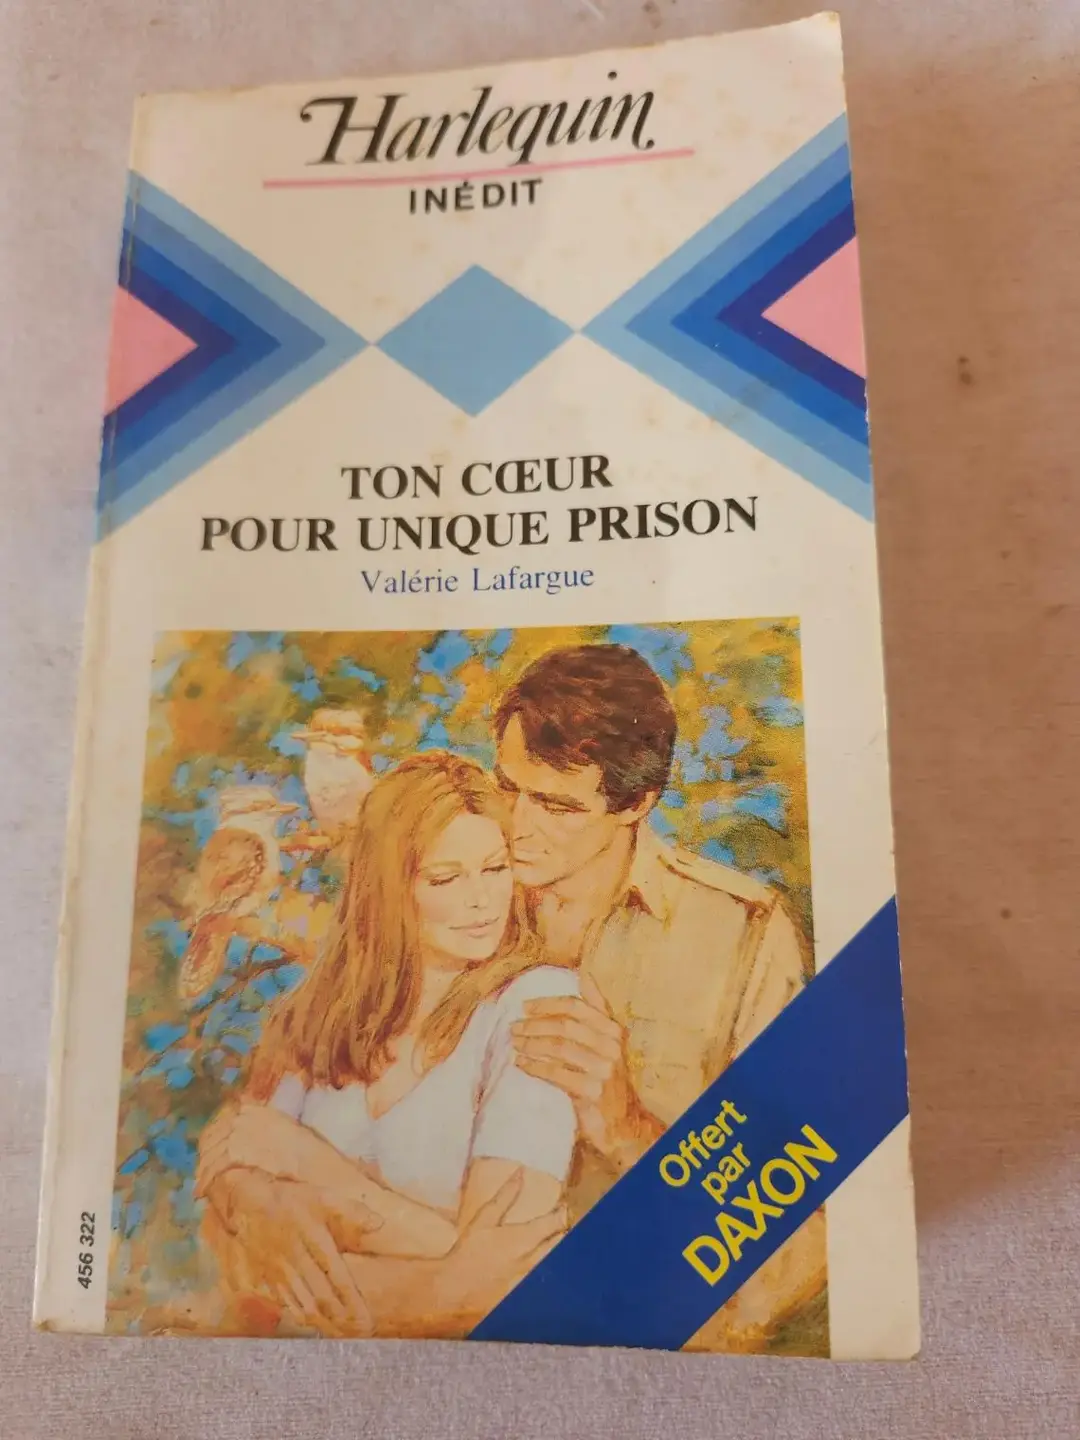 Harlequin
INÉDIT
TON CŒUR
POUR UNIQUE PRISON
Valérie Lafargue
Offert
par
DAXON
456 322